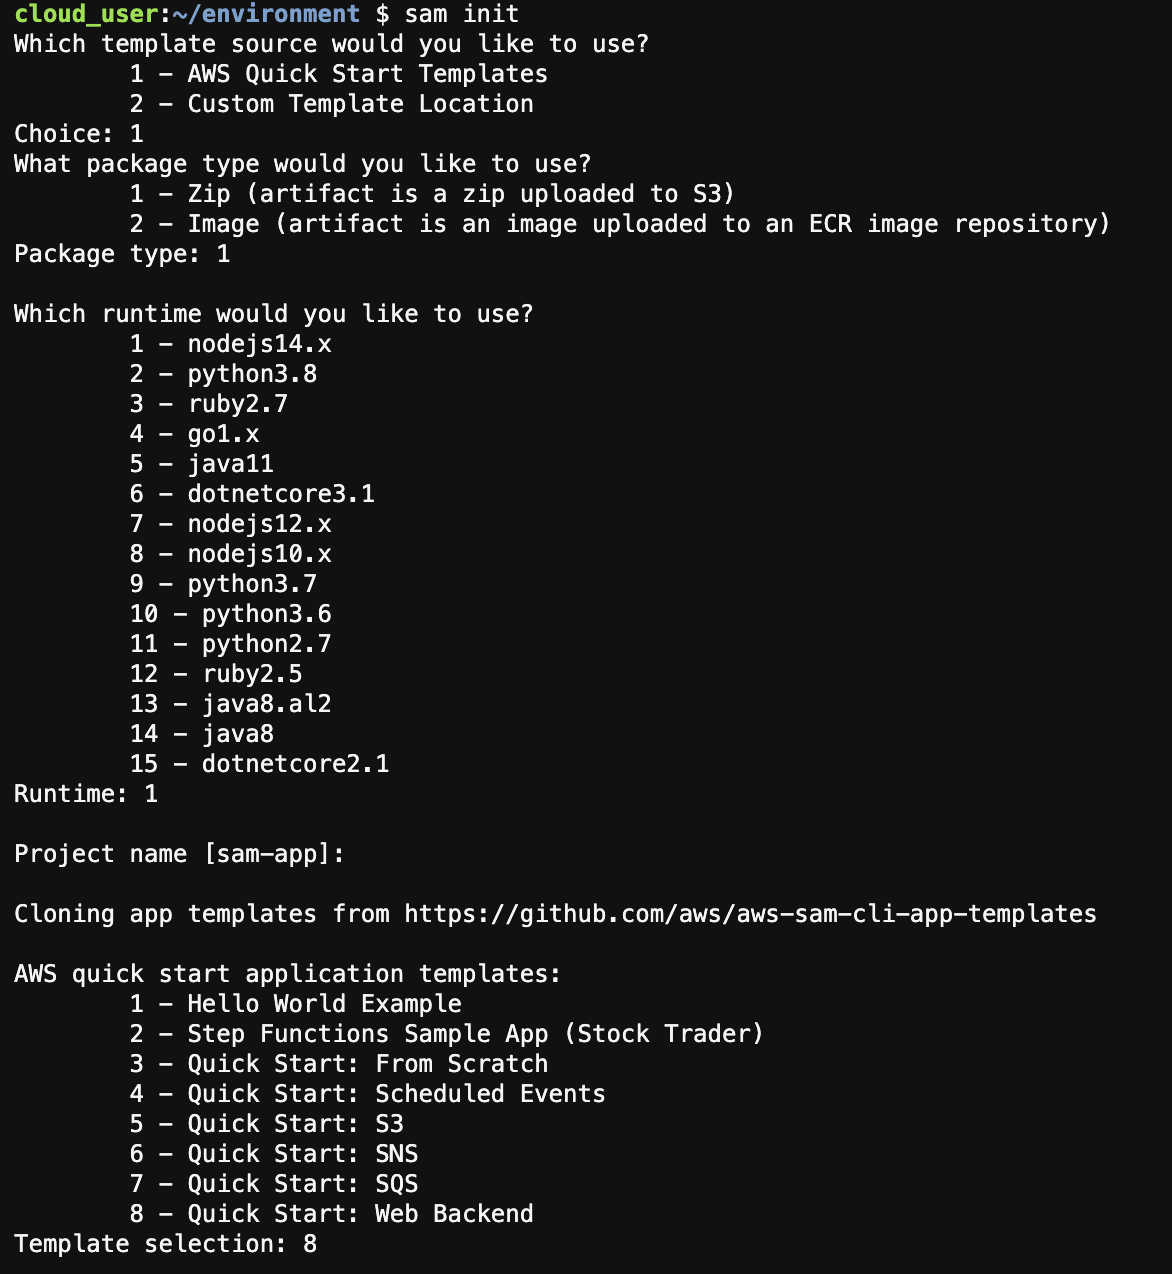 cloud_user:~/environment $ sam init
Which template source would you like to use?
1 - AWS Quick Start Templates
2 - Custom Template Location
Choice: 1
What package type would you like to use?
1 - Zip (artifact is a zip uploaded to S3)
2 - Image (artifact is an image uploaded to an ECR image repository)
Package type: 1
Which runtime would you like to use?
1 - nodejs14.x
2 - python3.8
3 - ruby2.7
4 - go1.x
5 - java11
6 - dotnetcore3.1
7 - nodejs12.x
8 - nodejs10.x
9 - python3.7
10 - python3.6
11 - python2.7
12 - ruby2.5
13 - java8.al2
14 - java8
15 - dotnetcore2.1
Runtime: 1
Project name [sam-app]:
Cloning app templates from https://github.com/aws/aws-sam-cli-app-templates
AWS quick start application templates:
1 - Hello World Example
2 - Step Functions Sample App (Stock Trader)
3 - Quick Start: From Scratch
4 - Quick Start: Scheduled Events
5 - Quick Start: S3
6 - Quick Start: SNS
7 - Quick Start: SQS
8 - Quick Start: Web Backend
Template selection: 8